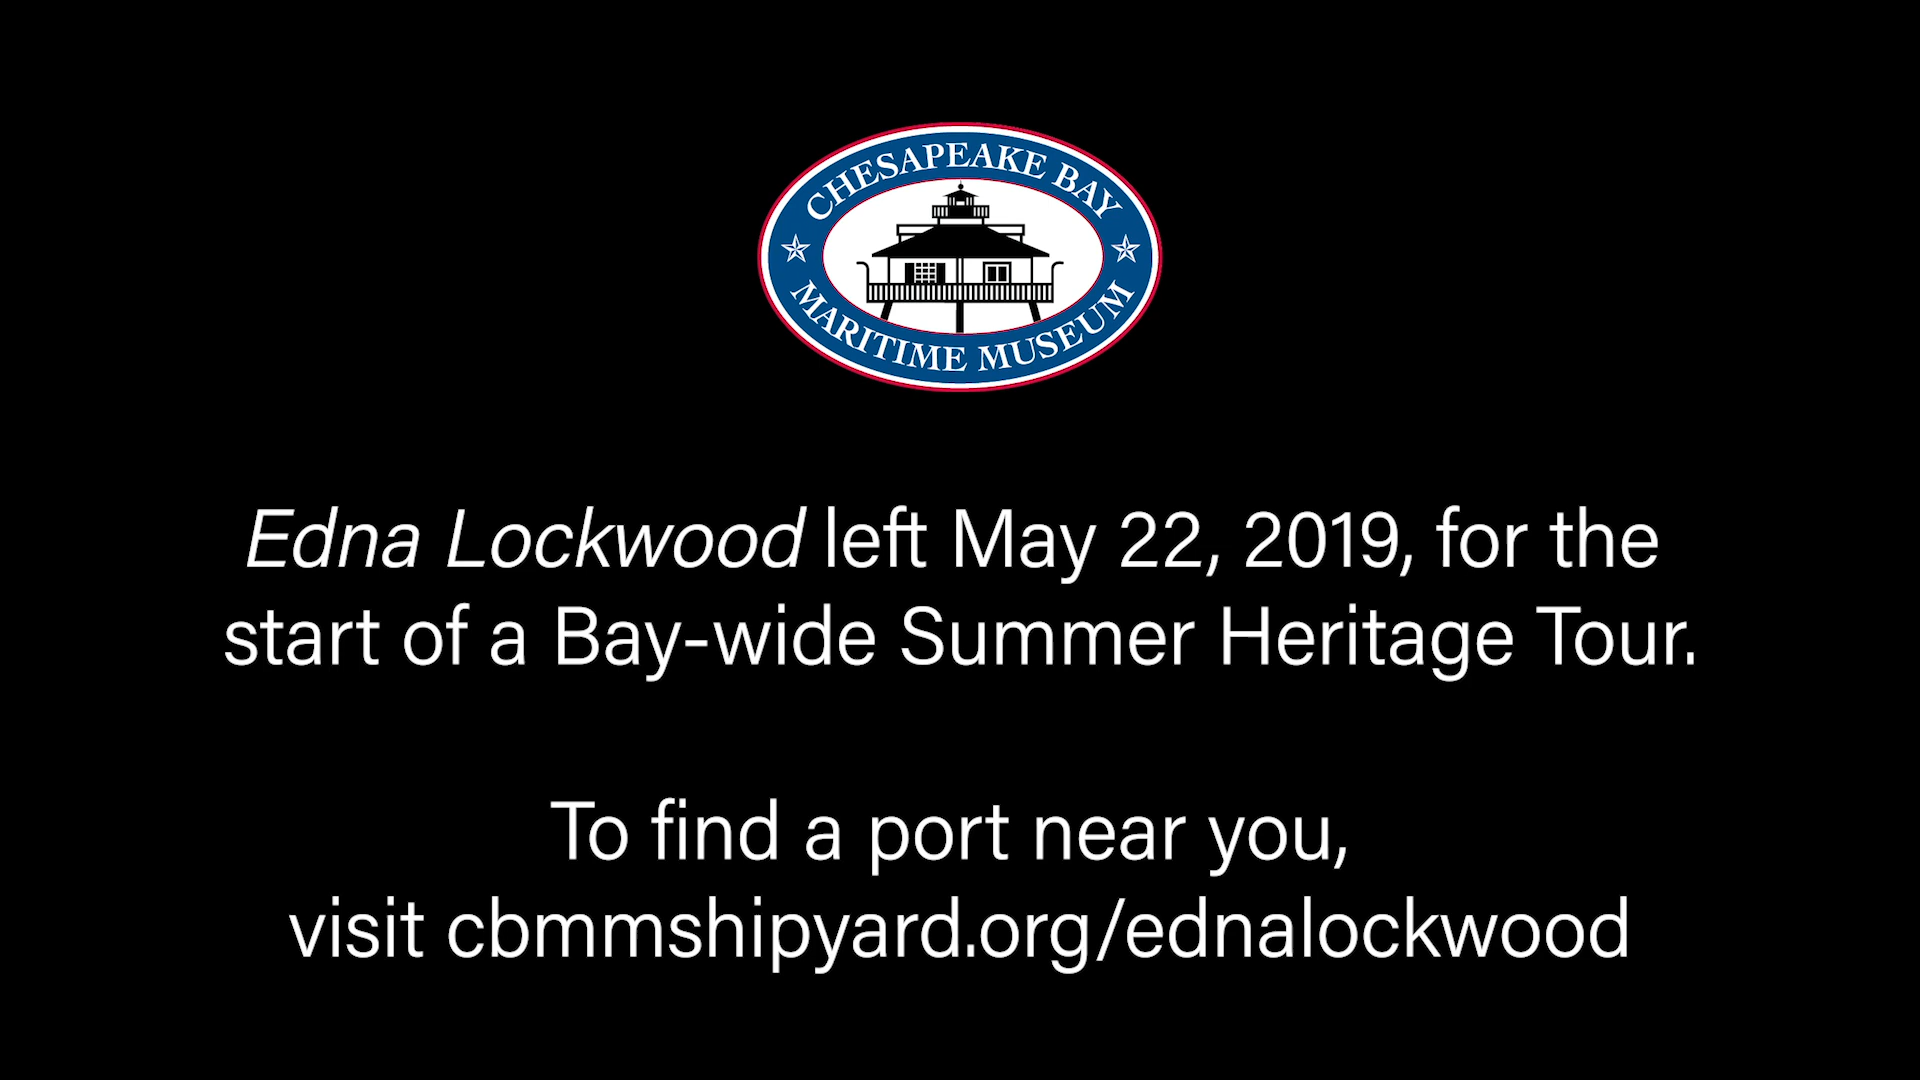 CHESAPEAKE BAY
MARITIME MUSEUM
Edna Lockwood left May 22, 2019, for the
start of a Bay-wide Summer Heritage Tour.
To find a port near you,
visit cbmmshipyard.org/ednalockwood